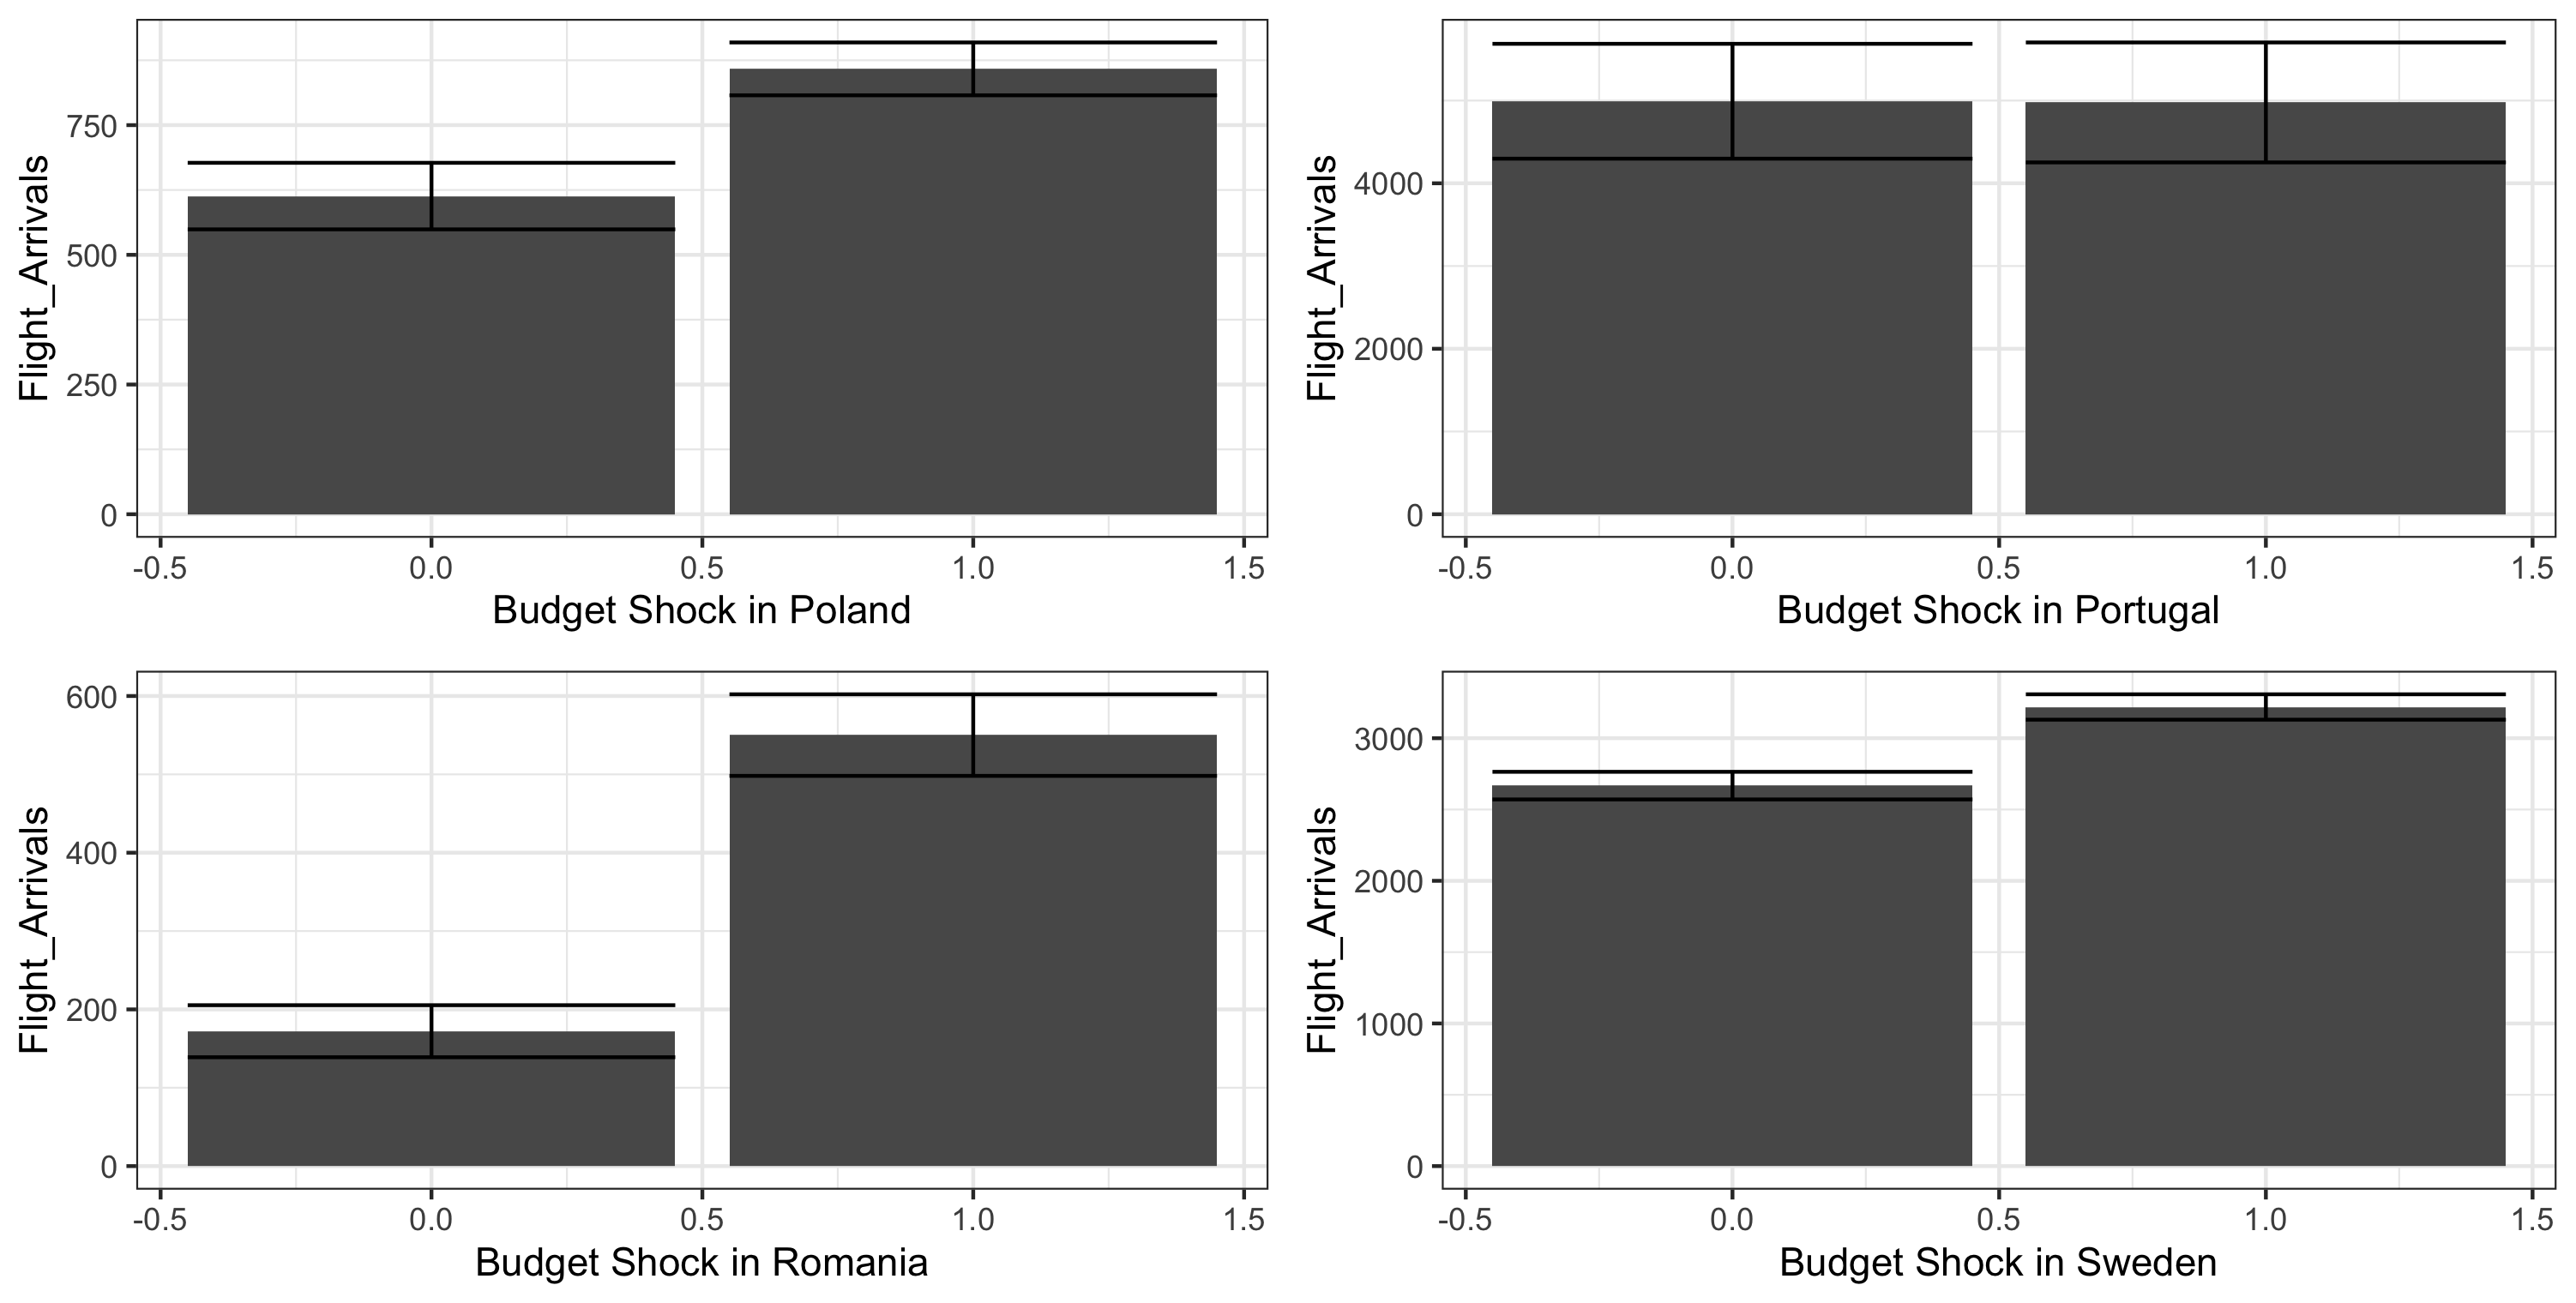 Flight_Arrivals
750
500
250
0
-0.5 0.0 0.5 1.0 1.5
Budget Shock in Poland
Flight_Arrivals
4000
2000
0
-0.5 0.0 0.5 1.0 1.5
Budget Shock in Portugal
Flight_Arrivals
600
400
200
0
-0.5 0.0 0.5 1.0 1.5
Budget Shock in Romania
Flight_Arrivals
3000
2000
1000
0
-0.5 0.0 0.5 1.0 1.5
Budget Shock in Sweden